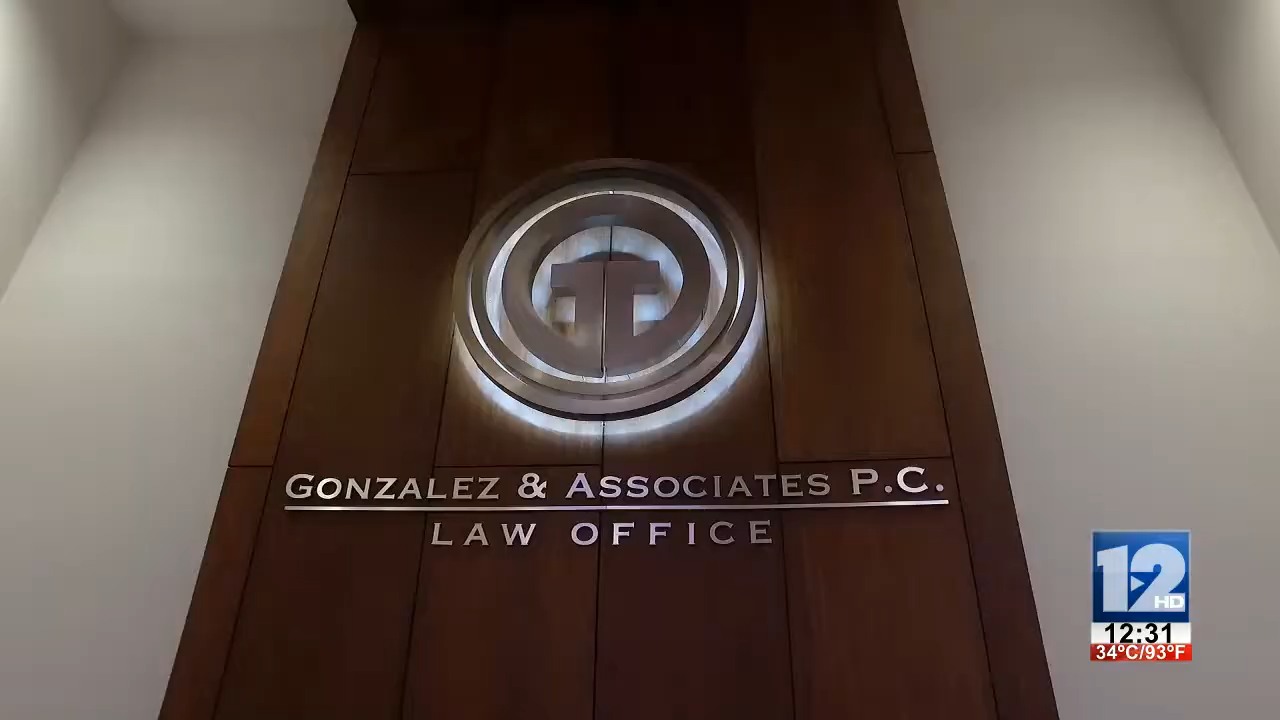 GONZALEZ & ASSOCIATES P.C.
LAW OFFICE
12
HD
12:31
34°C/93°F